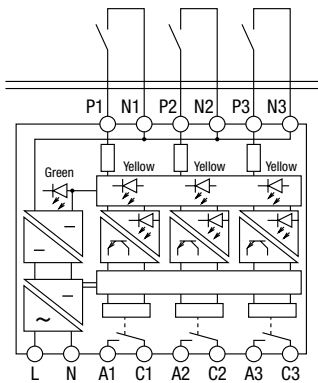 P1 N1 P2 N2 P3 N3
Green Yellow Yellow Yellow
L N A1 C1 A2 C2 A3 C3